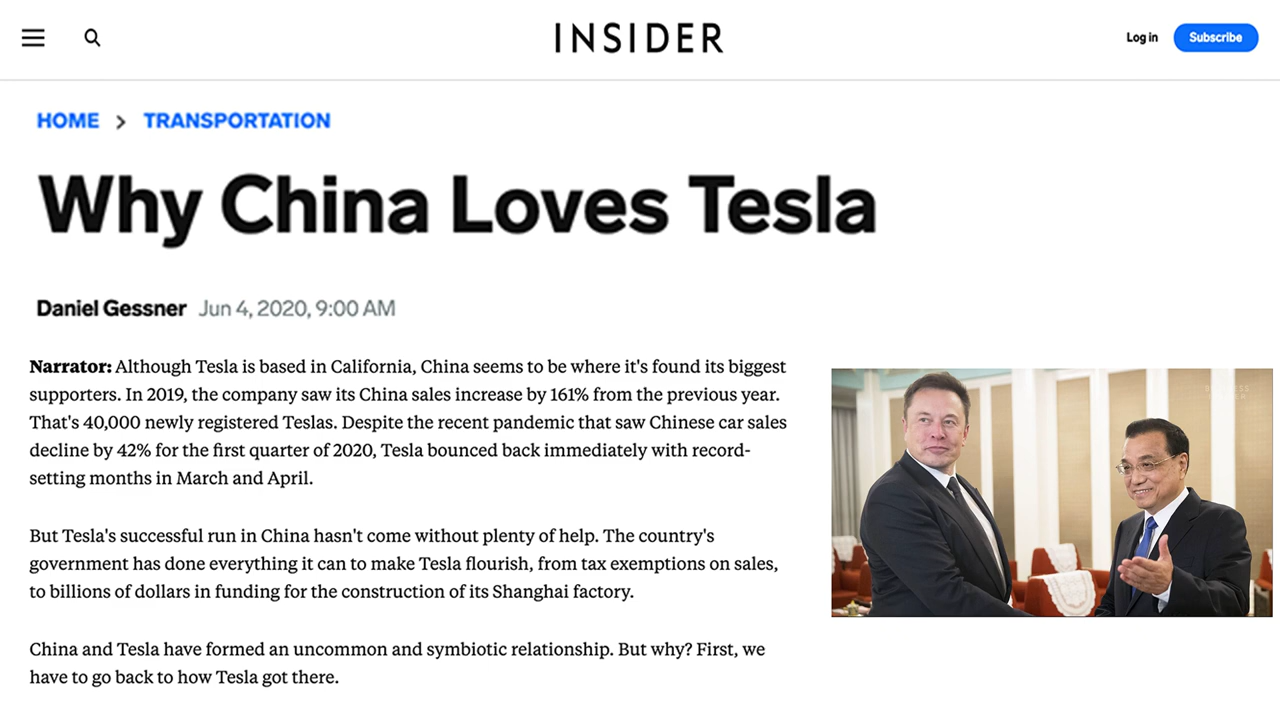 INSIDER
Log in
Subscribe
HOME > TRANSPORTATION
Why China Loves Tesla
Daniel Gessner Jun 4, 2020, 9:00 AM
Narrator: Although Tesla is based in California, China seems to be where it's found its biggest
supporters. In 2019, the company saw its China sales increase by 161% from the previous year.
That's 40,000 newly registered Teslas. Despite the recent pandemic that saw Chinese car sales
decline by 42% for the first quarter of 2020, Tesla bounced back immediately with record-
setting months in March and April.
But Tesla's successful run in China hasn't come without plenty of help. The country's
government has done everything it can to make Tesla flourish, from tax exemptions on sales,
to billions of dollars in funding for the construction of its Shanghai factory.
China and Tesla have formed an uncommon and symbiotic relationship. But why? First, we
have to go back to how Tesla got there.